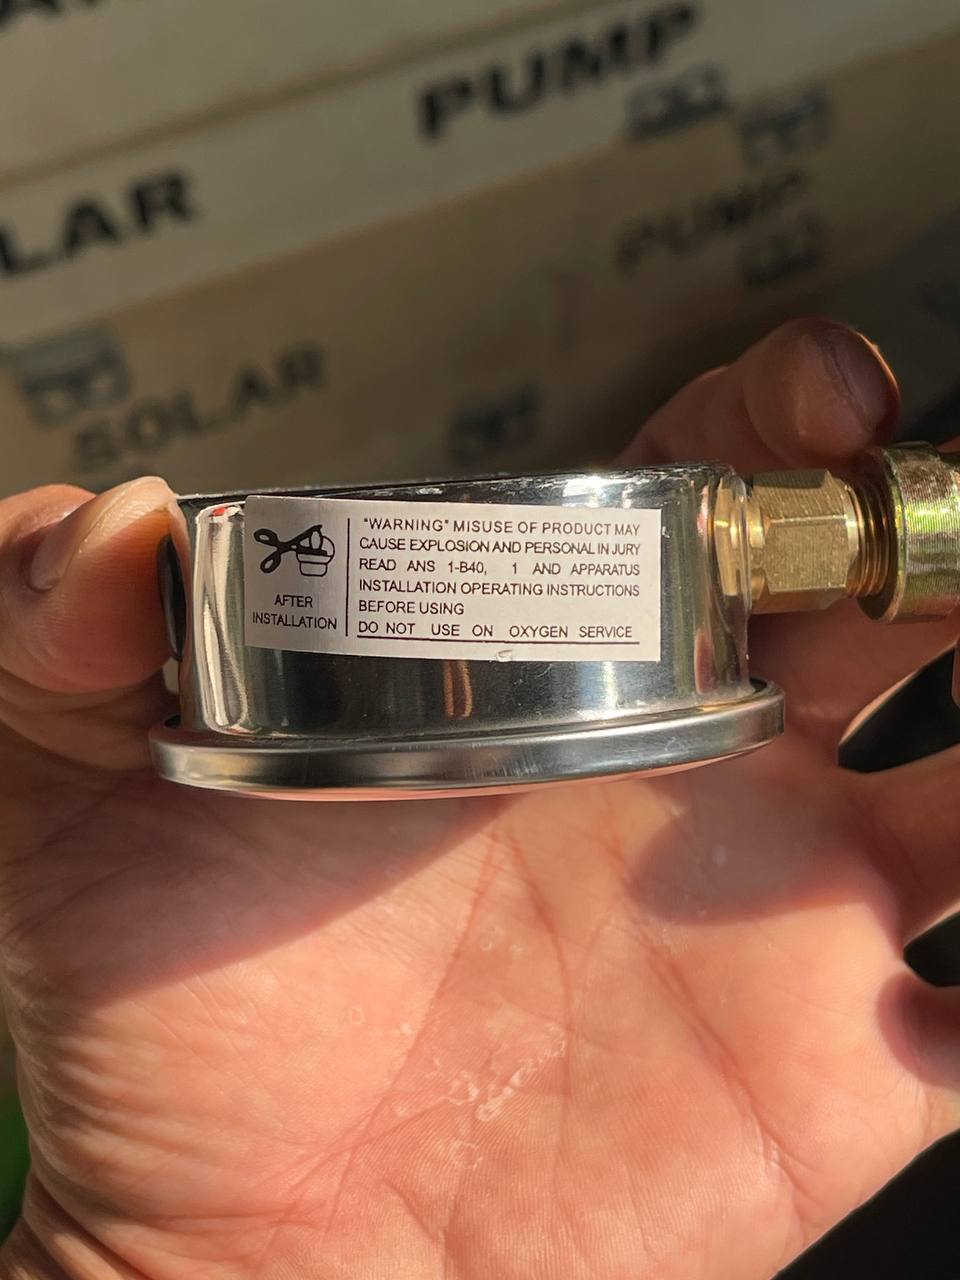 PUMP
LAR
PUMP
SOLAR
"WARNING" MISUSE OF PRODUCT MAY
CAUSE EXPLOSION AND PERSONAL IN JURY
READ ANS 1-B40, 1 AND APPARATUS
INSTALLATION OPERATING INSTRUCTIONS
BEFORE USING
DO NOT USE ON OXYGEN SERVICE
AFTER
INSTALLATION